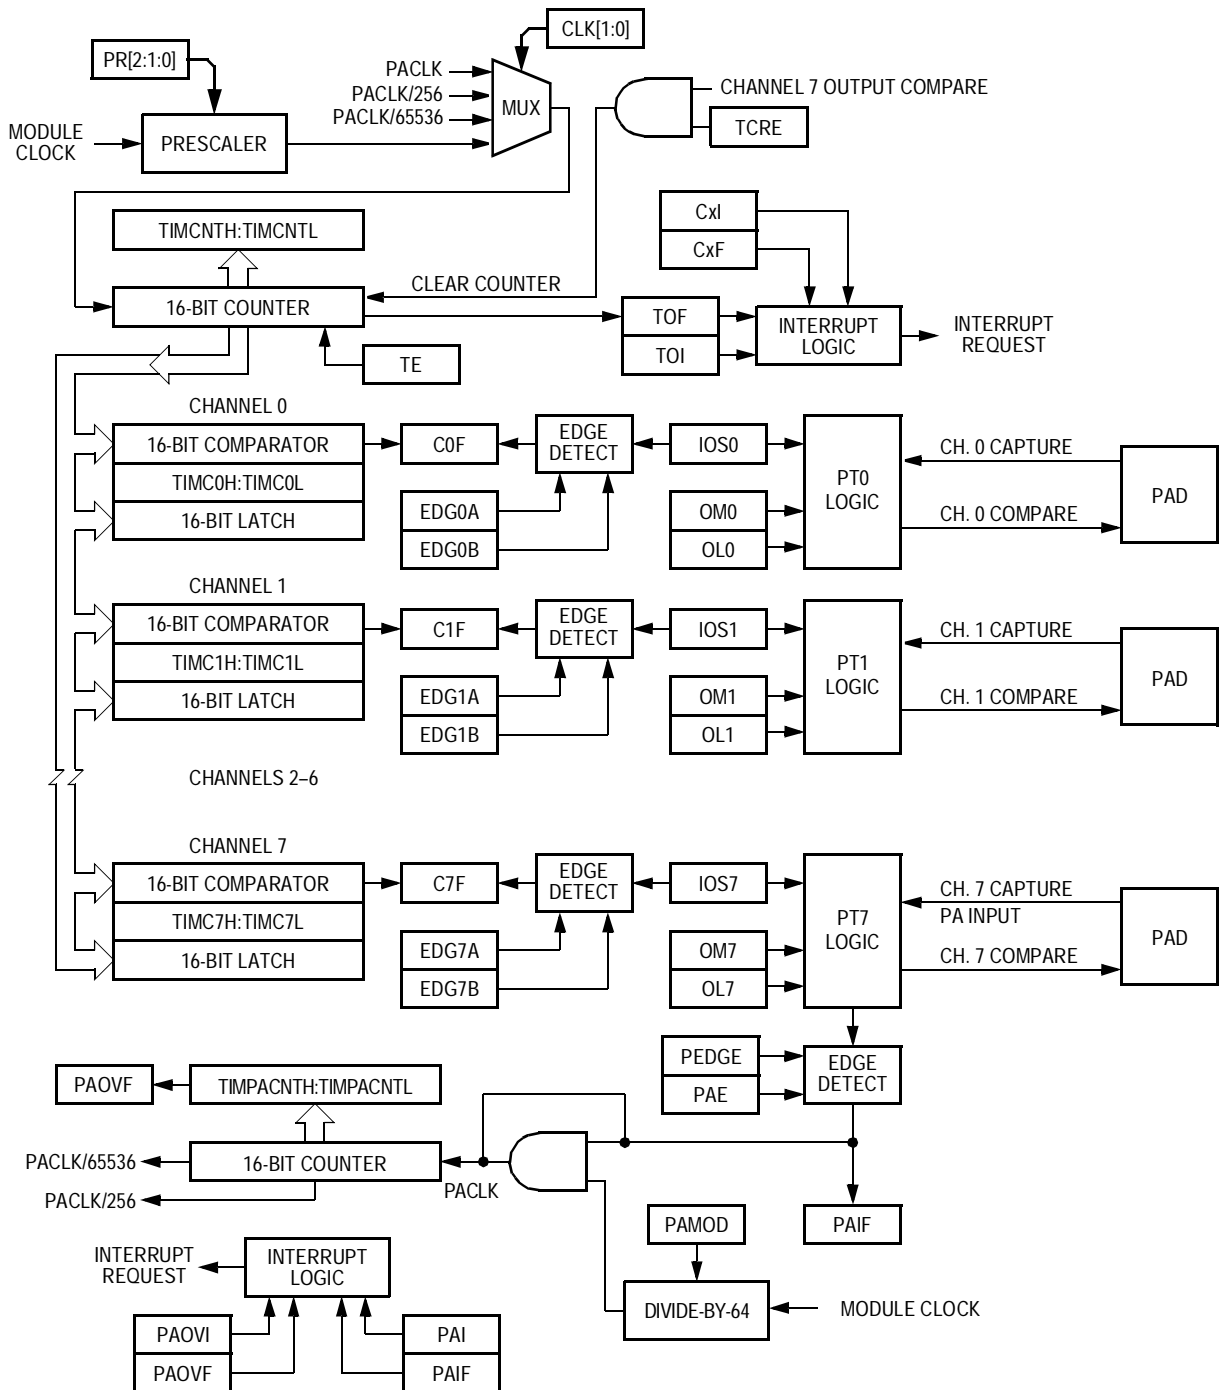 CLK[1:0]
PR[2:1:0]
PACLK
PACLK/256
PACLK/65536
MUX
CHANNEL 7 OUTPUT COMPARE
TCRE
MODULE
CLOCK
PRESCALER
TIMCNTH:TIMCNTL
CxI
CxF
CLEAR COUNTER
16-BIT COUNTER
TOF
TOI
INTERRUPT
LOGIC
INTERRUPT
REQUEST
TE
CHANNEL 0
16-BIT COMPARATOR
TIMC0H:TIMC0L
16-BIT LATCH
C0F
EDGE
DETECT
IOS0
EDG0A
EDG0B
OM0
OL0
PT0
LOGIC
CH. 0 CAPTURE
CH. 0 COMPARE
PAD
CHANNEL 1
16-BIT COMPARATOR
TIMC1H:TIMC1L
16-BIT LATCH
C1F
EDGE
DETECT
IOS1
EDG1A
EDG1B
OM1
OL1
PT1
LOGIC
CH. 1 CAPTURE
CH. 1 COMPARE
PAD
CHANNELS 2–6
CHANNEL 7
16-BIT COMPARATOR
TIMC7H:TIMC7L
16-BIT LATCH
C7F
EDGE
DETECT
IOS7
EDG7A
EDG7B
OM7
OL7
PT7
LOGIC
CH. 7 CAPTURE
PA INPUT
CH. 7 COMPARE
PAD
PEDGE
PAE
EDGE
DETECT
PAOVF
TIMPACNTH:TIMPACNTL
PACLK/65536
16-BIT COUNTER
PACLK/256
PACLK
PAMOD
PAIF
INTERRUPT
REQUEST
INTERRUPT
LOGIC
DIVIDE-BY-64
MODULE CLOCK
PAOVI
PAOVF
PAI
PAIF